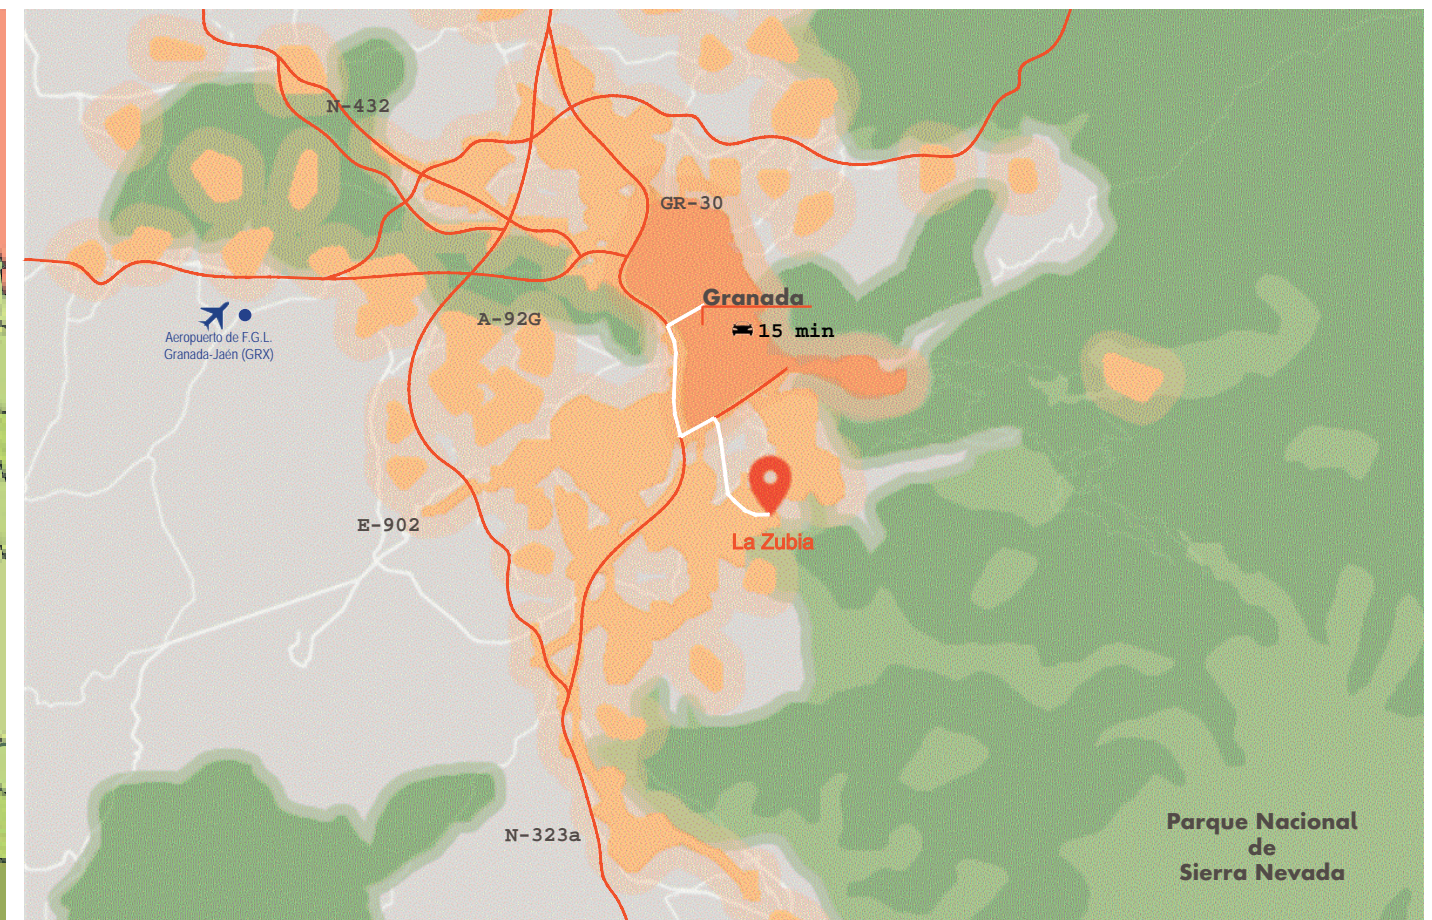 N-432
GR-30
Granada
15 min
A-92G
Aeropuerto de F.G.L.
Granada-Jaén (GRX)
E-902
La Zubia
N-323a
Parque Nacional
de
Sierra Nevada